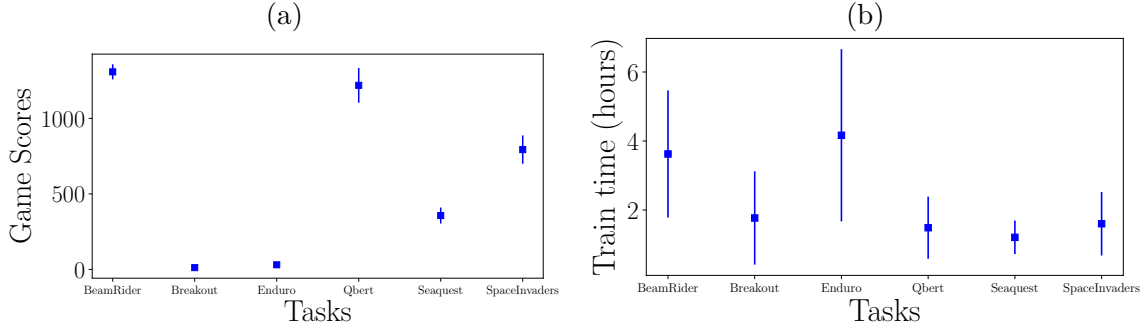 (a)
Game Scores
1000
500
0
BeamRider Breakout Enduro Qbert Seaquest SpaceInvaders
Tasks
(b)
Train time (hours)
6
4
2
BeamRider Breakout Enduro Qbert Seaquest SpaceInvaders
Tasks